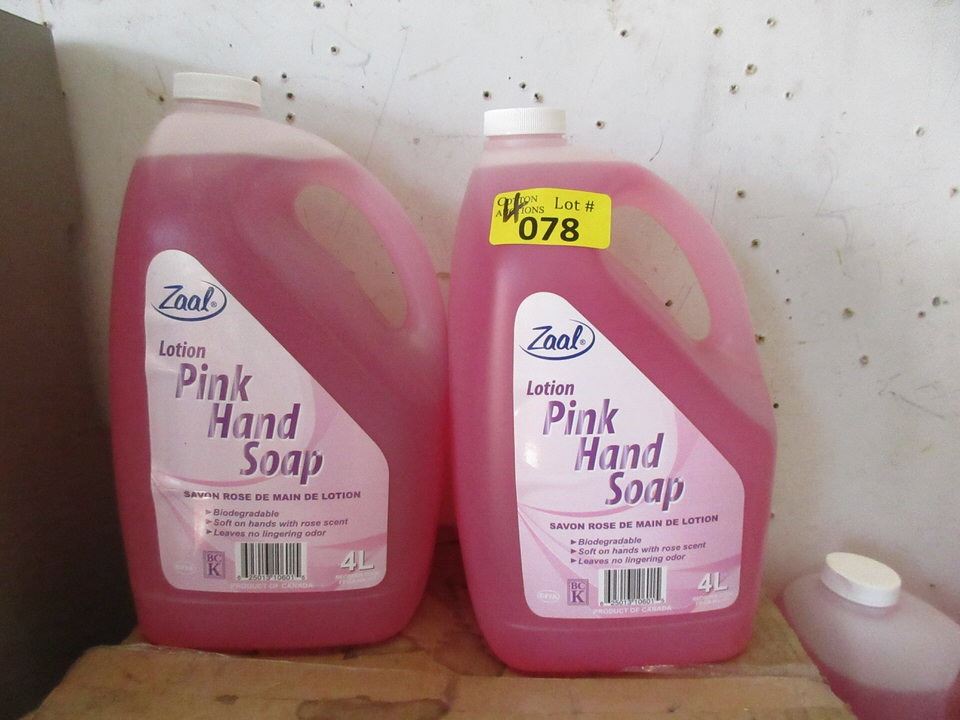 Zaal®
Lotion
Pink
Hand
Soap
SAVON ROSE DE MAIN DE LOTION
Biodegradable
Soft on hands with rose scent
Leaves no lingering odor
BC
K
4L
PRODUCT OF CANADA
Lot #
078
Zaal®
Lotion
Pink
Hand
Soap
SAVON ROSE DE MAIN DE LOTION
Biodegradable
Soft on hands with rose scent
Leaves no lingering odor
BC
K
4L
PRODUCT OF CANADA